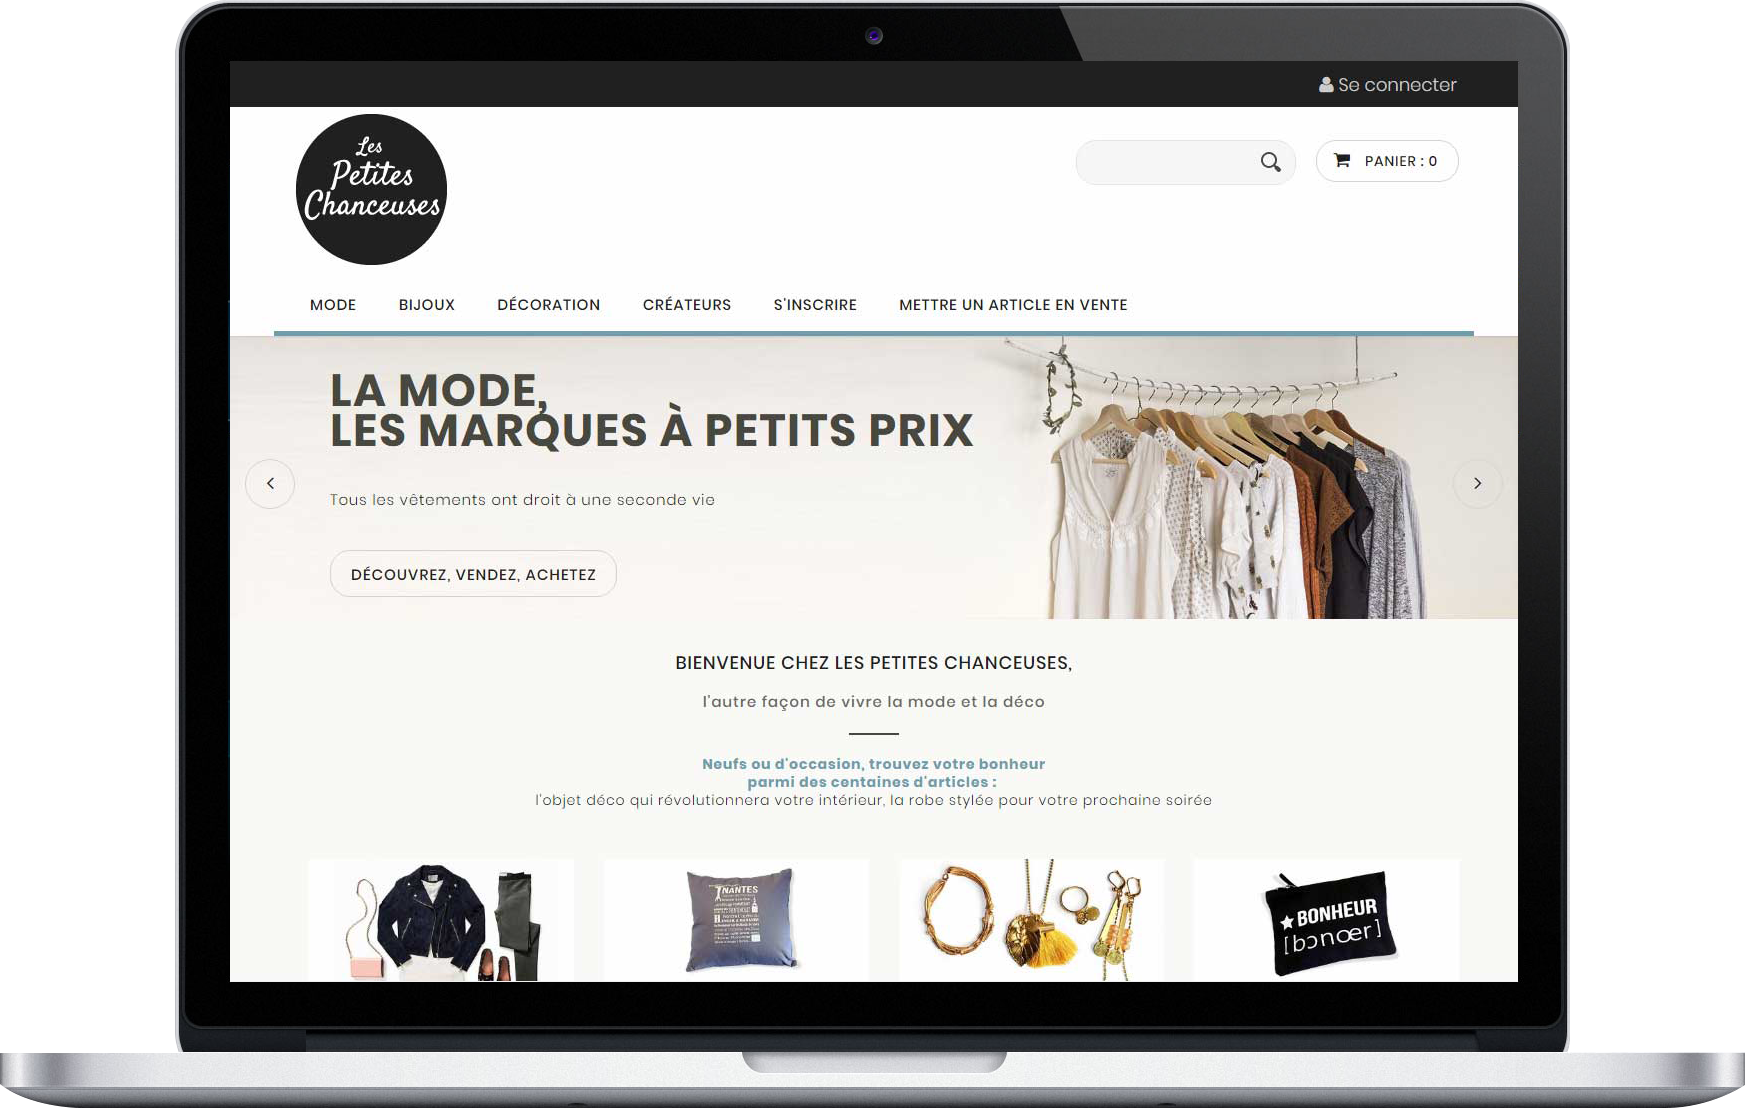 Se connecter
Les
Petites
Chanceuses
PANIER : 0
MODE BIJOUX DÉCORATION CRÉATEURS S'INSCRIRE METTRE UN ARTICLE EN VENTE
LA MODE,
LES MARQUES À PETITS PRIX
Tous les vêtements ont droit à une seconde vie
DÉCOUVREZ, VENDEZ, ACHETEZ
BIENVENUE CHEZ LES PETITES CHANCEUSES,
l'autre façon de vivre la mode et la déco
Neufs ou d'occasion, trouvez votre bonheur
parmi des centaines d'articles :
l'objet déco qui révolutionnera votre intérieur, la robe stylée pour votre prochaine soirée
NANTES
BONHEUR
[bɔnœr]